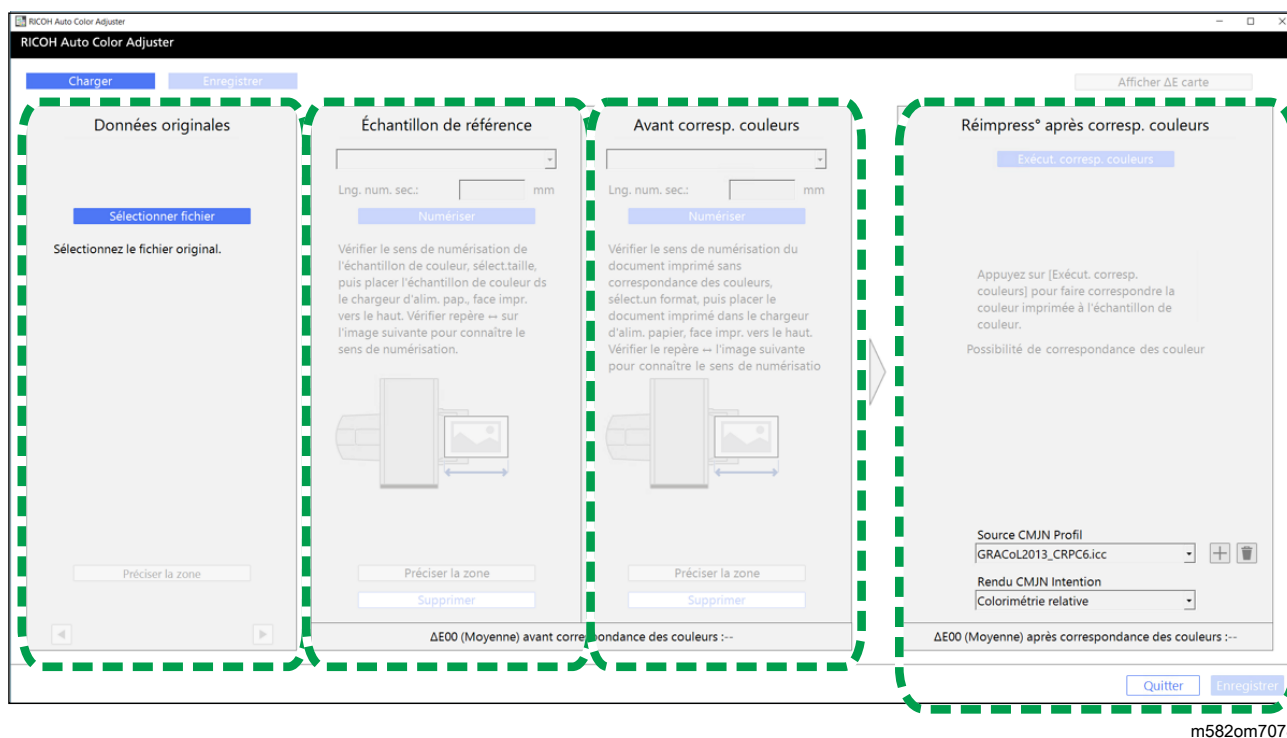 RICOH Auto Color Adjuster
RICOH Auto Color Adjuster
Charger
Enregistrer
Afficher ΔE carte
Données originales
Sélectionner fichier
Sélectionnez le fichier original.
Préciser la zone
Échantillon de référence
Lng. num. sec.:
mm
Numériser
Vérifier le sens de numérisation de
l'échantillon de couleur, sélect.taille,
puis placer l'échantillon de couleur ds
le chargeur d'alim. pap., face impr.
vers le haut. Vérifier repère ↔ sur
l'image suivante pour connaître le
sens de numérisation.
Préciser la zone
Supprimer
Avant corresp. couleurs
Lng. num. sec.:
mm
Numériser
Vérifier le sens de numérisation du
document imprimé sans
correspondance des couleurs,
sélect.un format, puis placer le
document imprimé dans le chargeur
d'alim. papier, face impr. vers le haut.
Vérifier le repère ↔ l'image suivante
pour connaître le sens de numérisatio
Préciser la zone
Supprimer
ΔE00 (Moyenne) avant correspondance des couleurs :--
Réimpress° après corresp. couleurs
Exécut. corresp. couleurs
Appuyez sur [Exécut. corresp.
couleurs] pour faire correspondre la
couleur imprimée à l'échantillon de
couleur.
Possibilité de correspondance des couleur
Source CMJN Profil
GRACoL2013_CRPC6.icc
Rendu CMJN Intention
Colorimétrie relative
ΔE00 (Moyenne) après correspondance des couleurs :--
Quitter
Enregistrer
m582om707